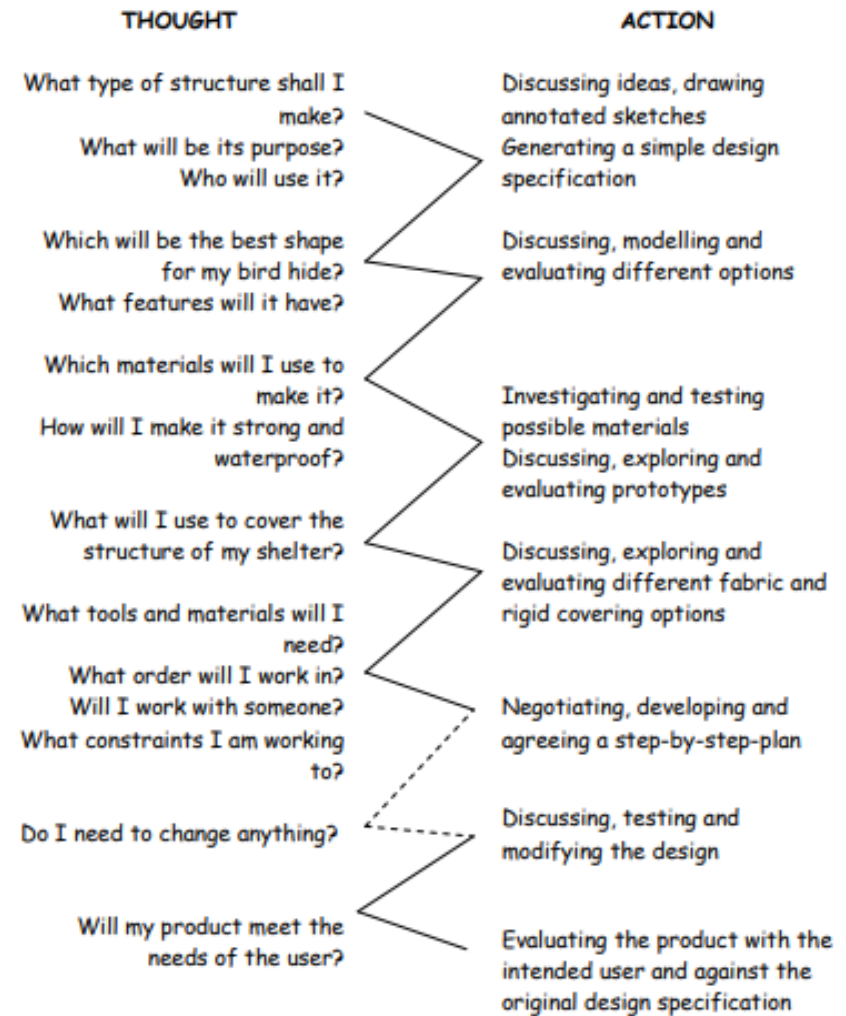 THOUGHT
ACTION
What type of structure shall I
make?
What will be its purpose?
Who will use it?
Discussing ideas, drawing
annotated sketches
Generating a simple design
specification
Which will be the best shape
for my bird hide?
What features will it have?
Discussing, modelling and
evaluating different options
Which materials will I use to
make it?
How will I make it strong and
waterproof?
Investigating and testing
possible materials
Discussing, exploring and
evaluating prototypes
What will I use to cover the
structure of my shelter?
Discussing, exploring and
evaluating different fabric and
rigid covering options
What tools and materials will I
need?
What order will I work in?
Will I work with someone?
What constraints I am working
to?
Negotiating, developing and
agreeing a step-by-step-plan
Do I need to change anything?
Discussing, testing and
modifying the design
Will my product meet the
needs of the user?
Evaluating the product with the
intended user and against the
original design specification